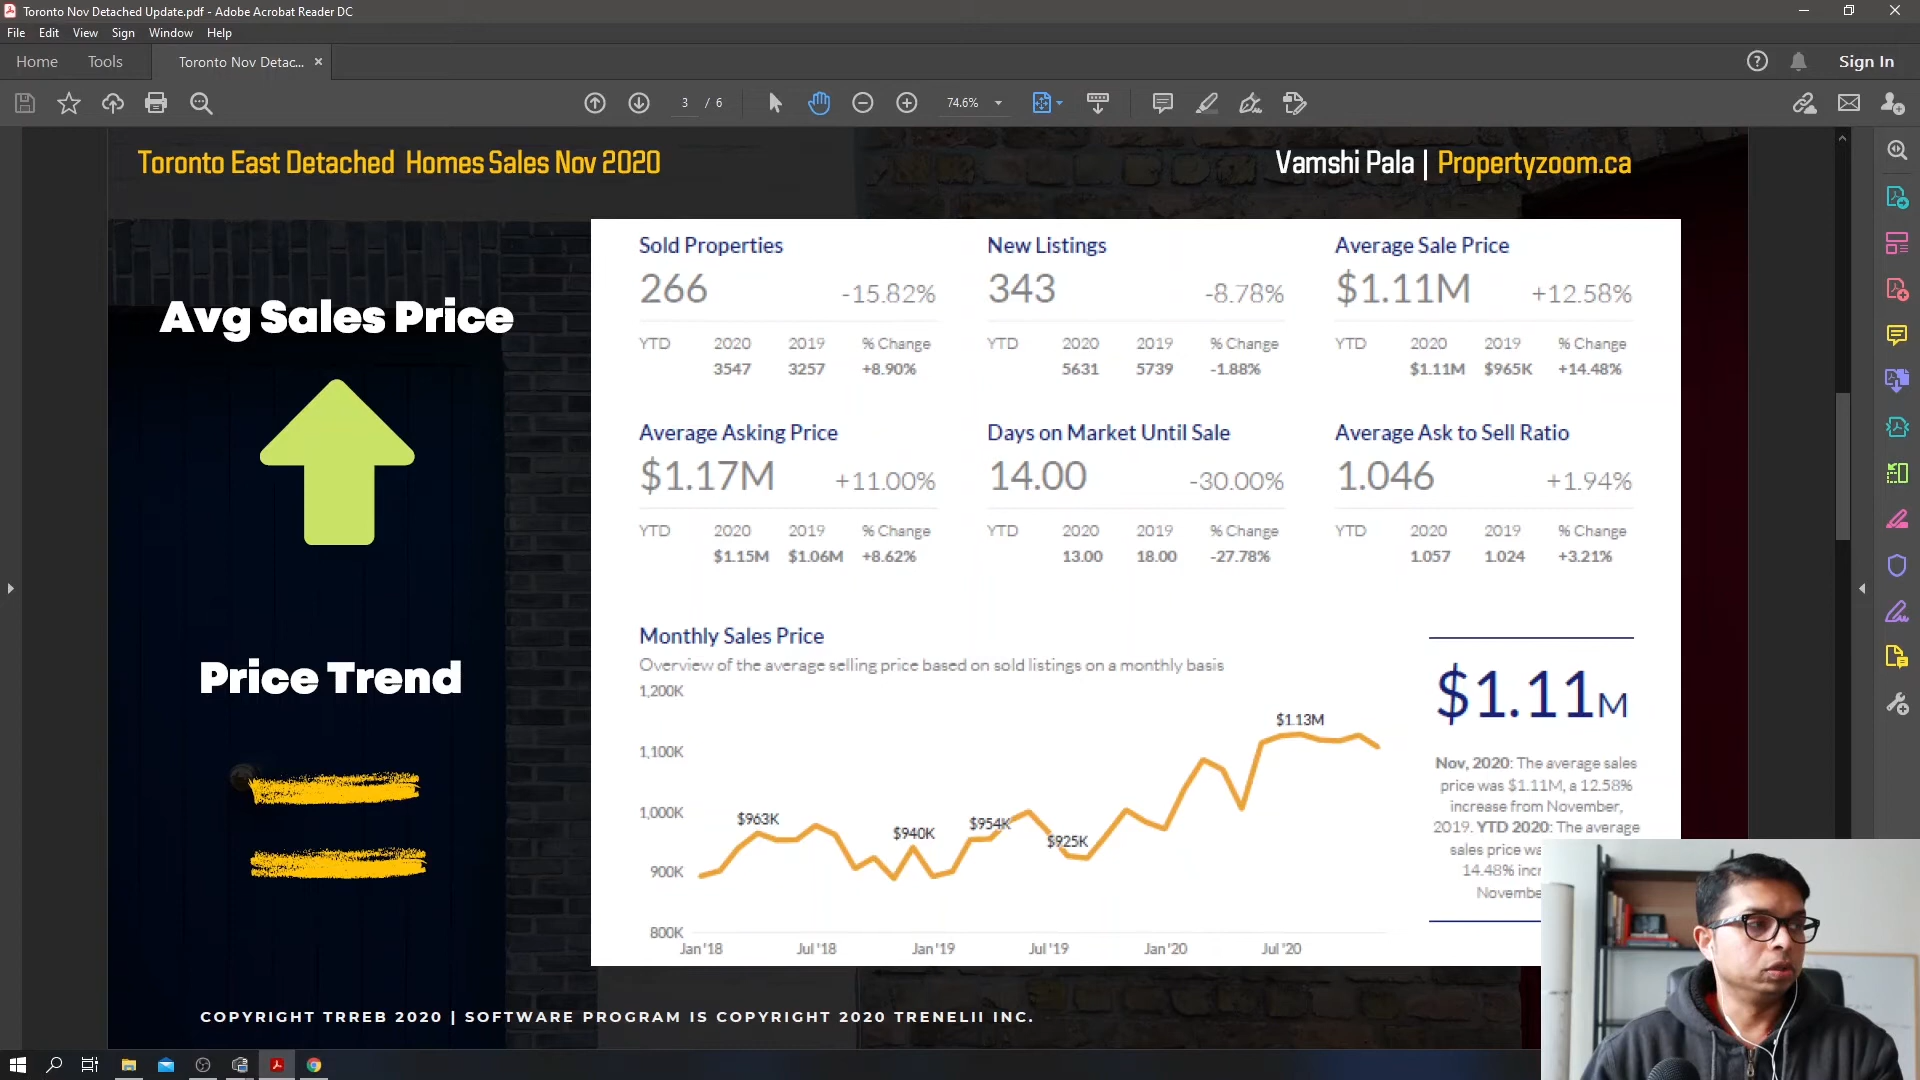 Toronto Nov Detached Update.pdf - Adobe Acrobat Reader DC
File Edit View Sign Window Help
Home Tools Toronto Nov Detac... × Sign In
3 / 6 74.6%
Toronto East Detached Homes Sales Nov 2020
Vamshi Pala | Propertyzoom.ca
Avg Sales Price
Price Trend
Sold Properties
266 -15.82%
YTD 2020 2019 % Change
3547 3257 +8.90%
New Listings
343 -8.78%
YTD 2020 2019 % Change
5631 5739 -1.88%
Average Sale Price
$1.11M +12.58%
YTD 2020 2019 % Change
$1.11M $965K +14.48%
Average Asking Price
$1.17M +11.00%
YTD 2020 2019 % Change
$1.15M $1.06M +8.62%
Days on Market Until Sale
14.00 -30.00%
YTD 2020 2019 % Change
13.00 18.00 -27.78%
Average Ask to Sell Ratio
1.046 +1.94%
YTD 2020 2019 % Change
1.057 1.024 +3.21%
Monthly Sales Price
Overview of the average selling price based on sold listings on a monthly basis
1,200K
1,100K
1,000K
900K
800K
$963K
$940K
$954K
$925K
$1.13M
Jan '18 Jul '18 Jan '19 Jul '19 Jan '20 Jul '20
$1.11M
Nov, 2020: The average sales
price was $1.11M, a 12.58%
increase from November,
2019. YTD 2020: The average
sales price
14.48%
COPYRIGHT TRREB 2020 | SOFTWARE PROGRAM IS COPYRIGHT 2020 TRENELII INC.